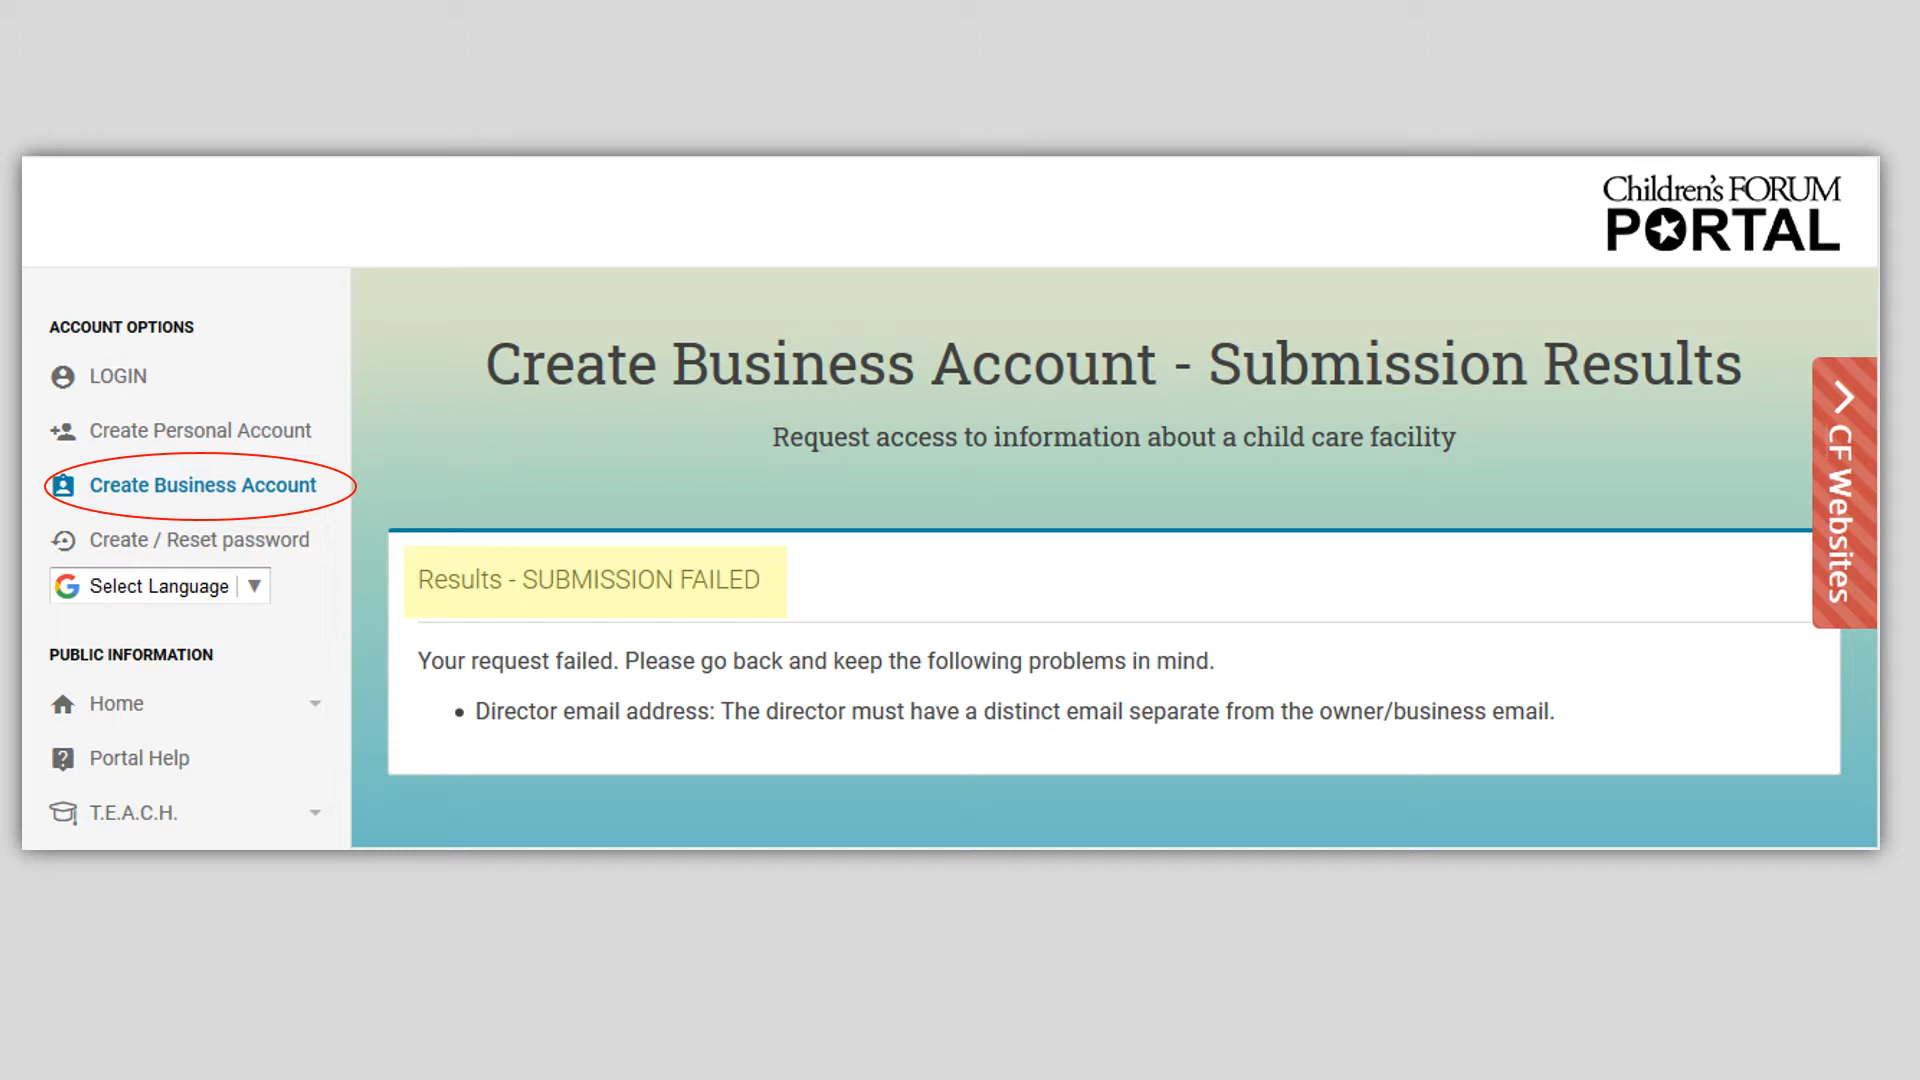 Children's FORUM
PORTAL
ACCOUNT OPTIONS
LOGIN
Create Personal Account
Create Business Account
Create / Reset password
Select Language
PUBLIC INFORMATION
Home
Portal Help
T.E.A.C.H.
Create Business Account - Submission Results
Request access to information about a child care facility
Results - SUBMISSION FAILED
Your request failed. Please go back and keep the following problems in mind.
• Director email address: The director must have a distinct email separate from the owner/business email.
CF Websites